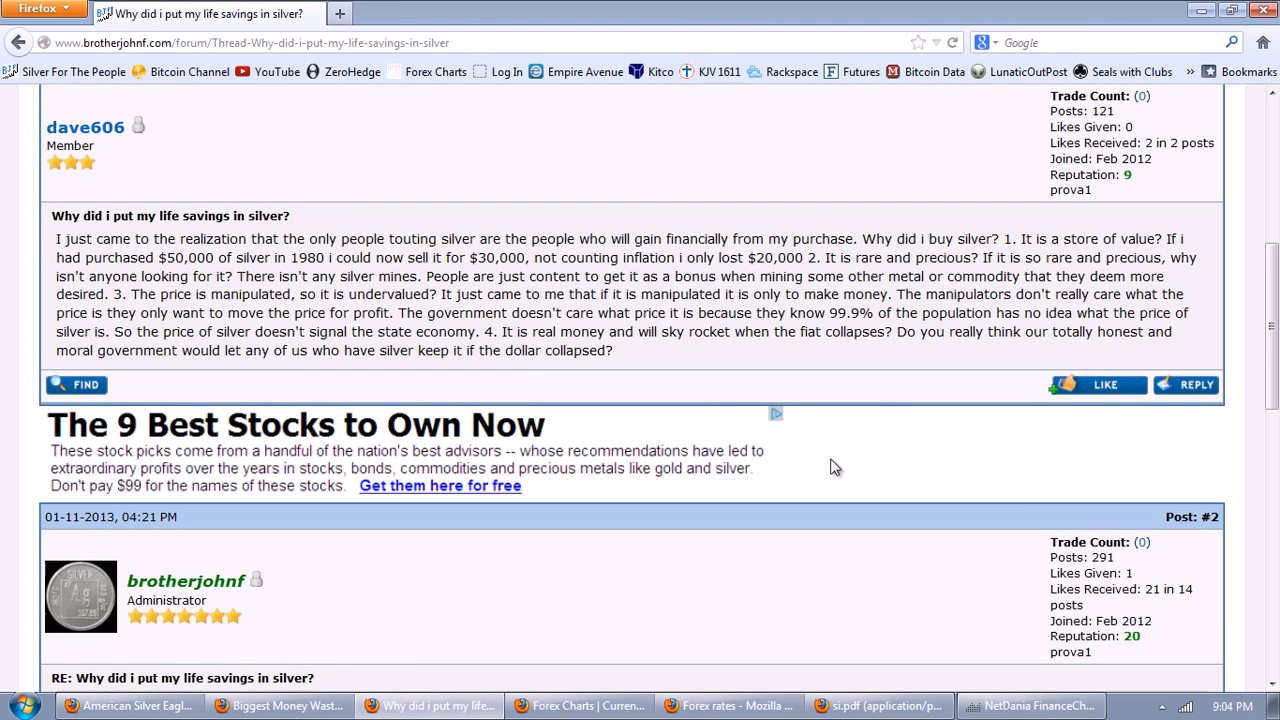 Firefox
Why did i put my life savings in silver?
www.brotherjohnf.com/forum/Thread-Why-did-i-put-my-life-savings-in-silver
Google
Silver For The People
Bitcoin Channel
YouTube
ZeroHedge
Forex Charts
Log In
Empire Avenue
Kitco
KJV 1611
Rackspace
Futures
Bitcoin Data
LunaticOutPost
Seals with Clubs
Bookmarks
dave606
Member
Trade Count: (0)
Posts: 121
Likes Given: 0
Likes Received: 2 in 2 posts
Joined: Feb 2012
Reputation: 9
prova1
Why did i put my life savings in silver?
I just came to the realization that the only people touting silver are the people who will gain financially from my purchase. Why did i buy silver? 1. It is a store of value? If i
had purchased $50,000 of silver in 1980 i could now sell it for $30,000, not counting inflation i only lost $20,000 2. It is rare and precious? If it is so rare and precious, why
isn't anyone looking for it? There isn't any silver mines. People are just content to get it as a bonus when mining some other metal or commodity that they deem more
desired. 3. The price is manipulated, so it is undervalued? It just came to me that if it is manipulated it is only to make money. The manipulators don't really care what the
price is they only want to move the price for profit. The government doesn't care what price it is because they know 99.9% of the population has no idea what the price of
silver is. So the price of silver doesn't signal the state economy. 4. It is real money and will sky rocket when the fiat collapses? Do you really think our totally honest and
moral government would let any of us who have silver keep it if the dollar collapsed?
FIND
LIKE
REPLY
The 9 Best Stocks to Own Now
These stock picks come from a handful of the nation's best advisors -- whose recommendations have led to
extraordinary profits over the years in stocks, bonds, commodities and precious metals like gold and silver.
Don't pay $99 for the names of these stocks. Get them here for free
01-11-2013, 04:21 PM
Post: #2
SILVER
Ag
brotherjohnf
Administrator
Trade Count: (0)
Posts: 291
Likes Given: 1
Likes Received: 21 in 14
posts
Joined: Feb 2012
Reputation: 20
prova1
RE: Why did i put my life savings in silver?
American Silver Eagl...
Biggest Money Wast...
Why did i put my life...
Forex Charts | Curren...
Forex rates - Mozilla ...
si.pdf (application/p...
NetDania FinanceCh...
9:04 PM